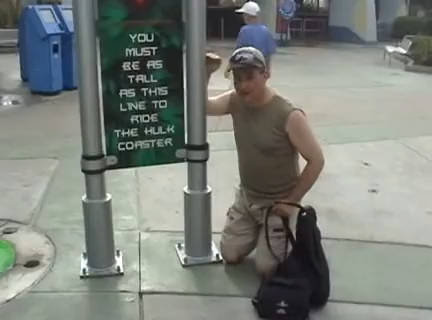 YOU
MUST
BE AS
TALL
AS THIS
LINE TO
RIDE
THE HULK
COASTER